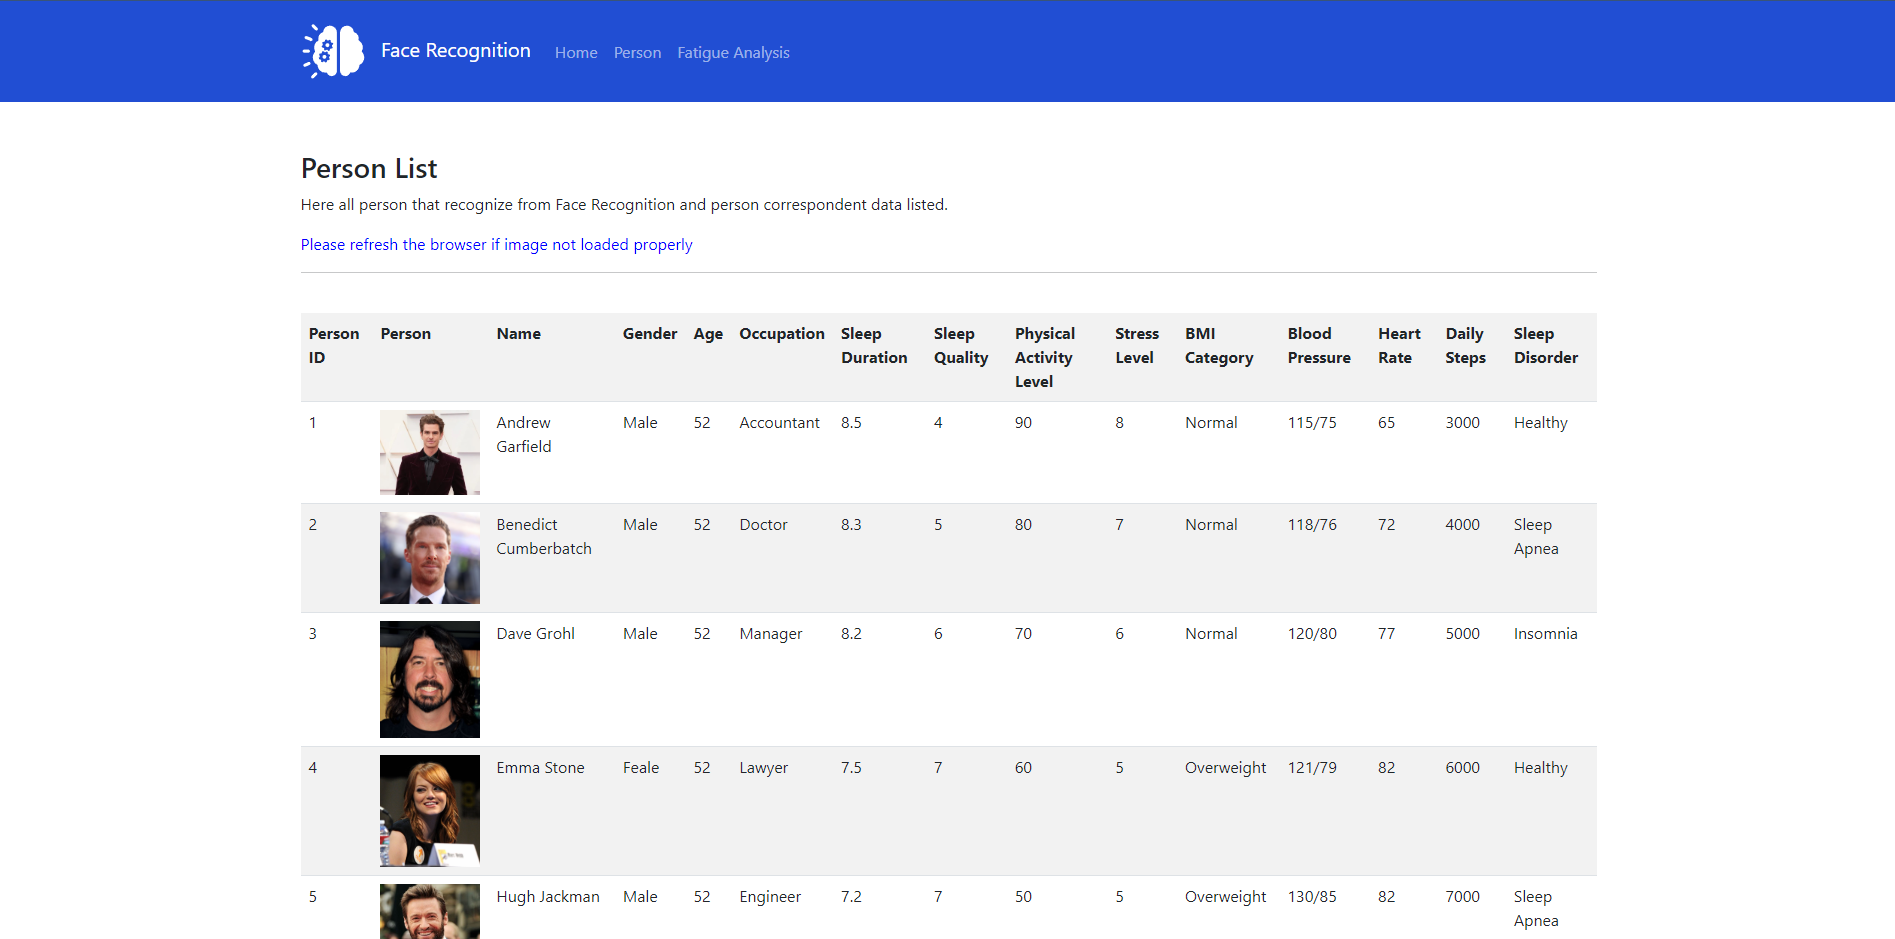 Face Recognition Home Person Fatigue Analysis
Person List
Here all person that recognize from Face Recognition and person correspondent data listed.
Please refresh the browser if image not loaded properly
Person ID Person Name Gender Age Occupation Sleep Duration Sleep Quality Physical Activity Level Stress Level BMI Category Blood Pressure Heart Rate Daily Steps Sleep Disorder
1 Andrew Garfield Male 52 Accountant 8.5 4 90 8 Normal 115/75 65 3000 Healthy
2 Benedict Cumberbatch Male 52 Doctor 8.3 5 80 7 Normal 118/76 72 4000 Sleep Apnea
3 Dave Grohl Male 52 Manager 8.2 6 70 6 Normal 120/80 77 5000 Insomnia
4 Emma Stone Feale 52 Lawyer 7.5 7 60 5 Overweight 121/79 82 6000 Healthy
5 Hugh Jackman Male 52 Engineer 7.2 7 50 5 Overweight 130/85 82 7000 Sleep Apnea